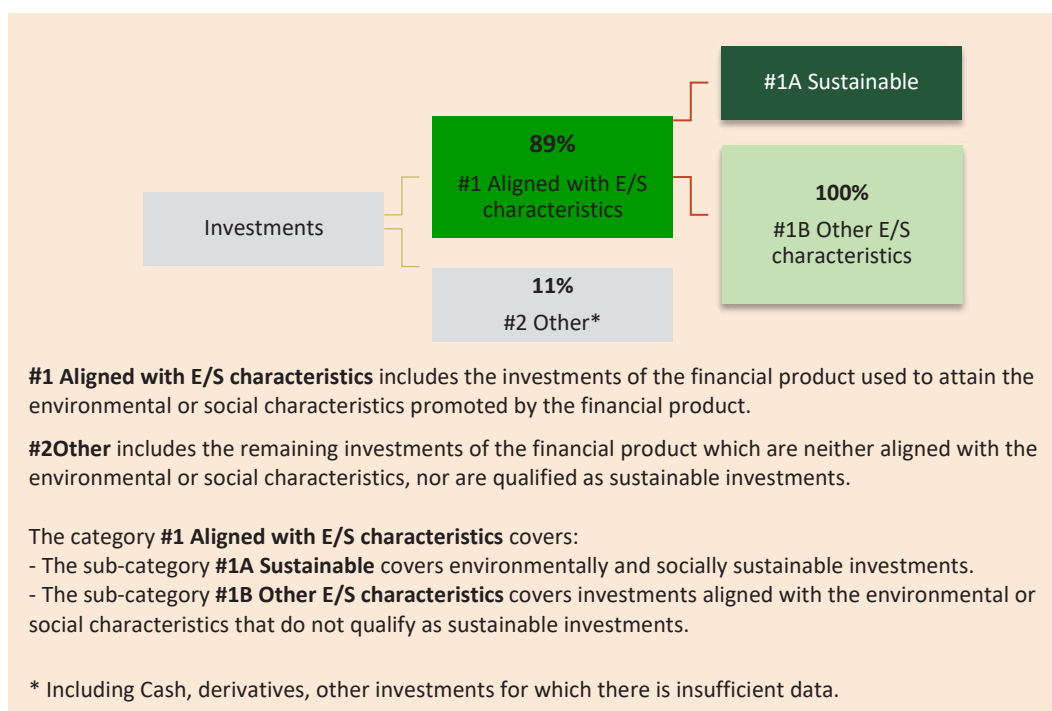 #1A Sustainable
89%
#1 Aligned with E/S
characteristics
100%
#1B Other E/S
characteristics
Investments
11%
#2 Other*
#1 Aligned with E/S characteristics includes the investments of the financial product used to attain the
environmental or social characteristics promoted by the financial product.
#2Other includes the remaining investments of the financial product which are neither aligned with the
environmental or social characteristics, nor are qualified as sustainable investments.
The category #1 Aligned with E/S characteristics covers:
- The sub-category #1A Sustainable covers environmentally and socially sustainable investments.
- The sub-category #1B Other E/S characteristics covers investments aligned with the environmental or
social characteristics that do not qualify as sustainable investments.
* Including Cash, derivatives, other investments for which there is insufficient data.